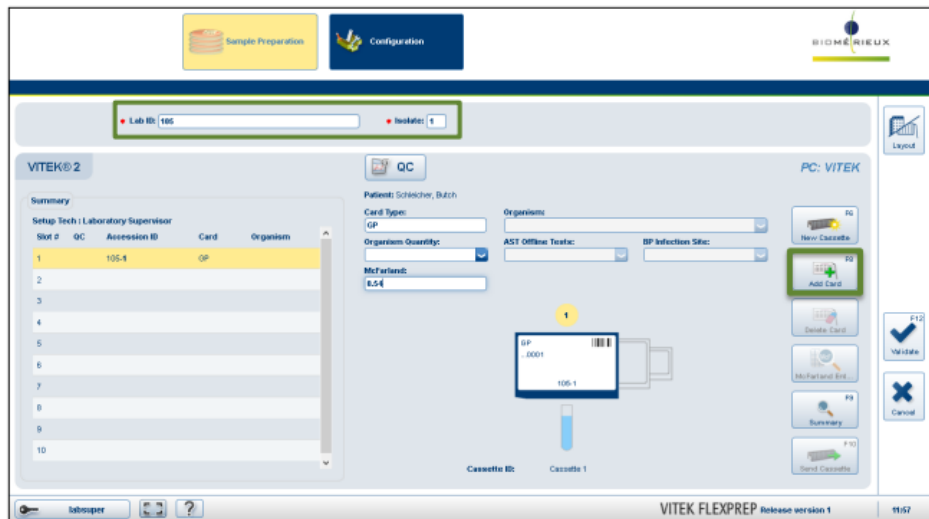 Sample Preparation
Configuration
BIOMÉRIEUX
Lab ID: 105
Isolate: 1
Layout
VITEK® 2
QC
PC: VITEK
Summary
Patient: Schleicher, Butch
Setup Tech : Laboratory Supervisor
Card Type:
Organism:
GP
Slot # QC Accession ID Card Organism
Organism Quantity:
AST Offline Tests:
BP Infection Site:
F6
New Cassette
1 105-1 GP
McFarland:
0.54
F8
Add Card
2
3
4
5
6
7
8
9
10
1
GP
...0001
105-1
Delete Card
F12
Validate
McFarland Ent...
Cancel
F9
Summary
F10
Send Cassette
Cassette ID: Cassette 1
labsuper
?
VITEK FLEXPREP Release version 1
11:57